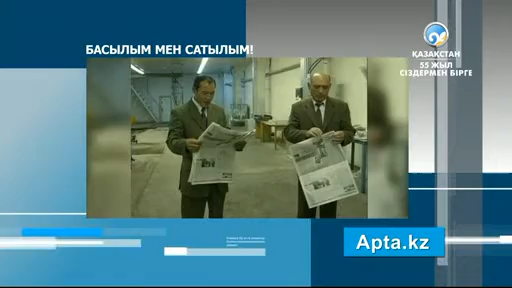 БАСЫЛЫМ МЕН САТЫЛЫМ!
ҚАЗАҚСТАН
55 ЖЫЛ
СІЗДЕРМЕН БІРГЕ
Apta.kz